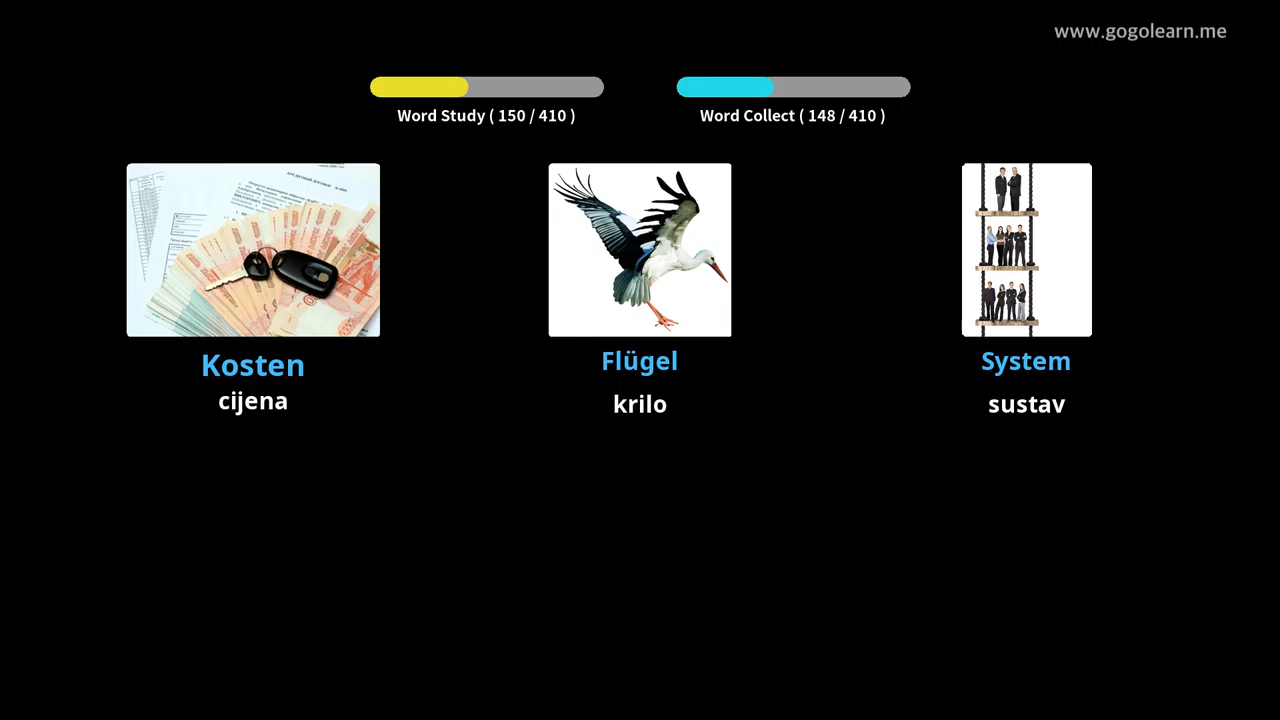 www.gogolearn.me
Word Study ( 150 / 410 )
Word Collect ( 148 / 410 )
Kosten
cijena
Flügel
krilo
System
sustav